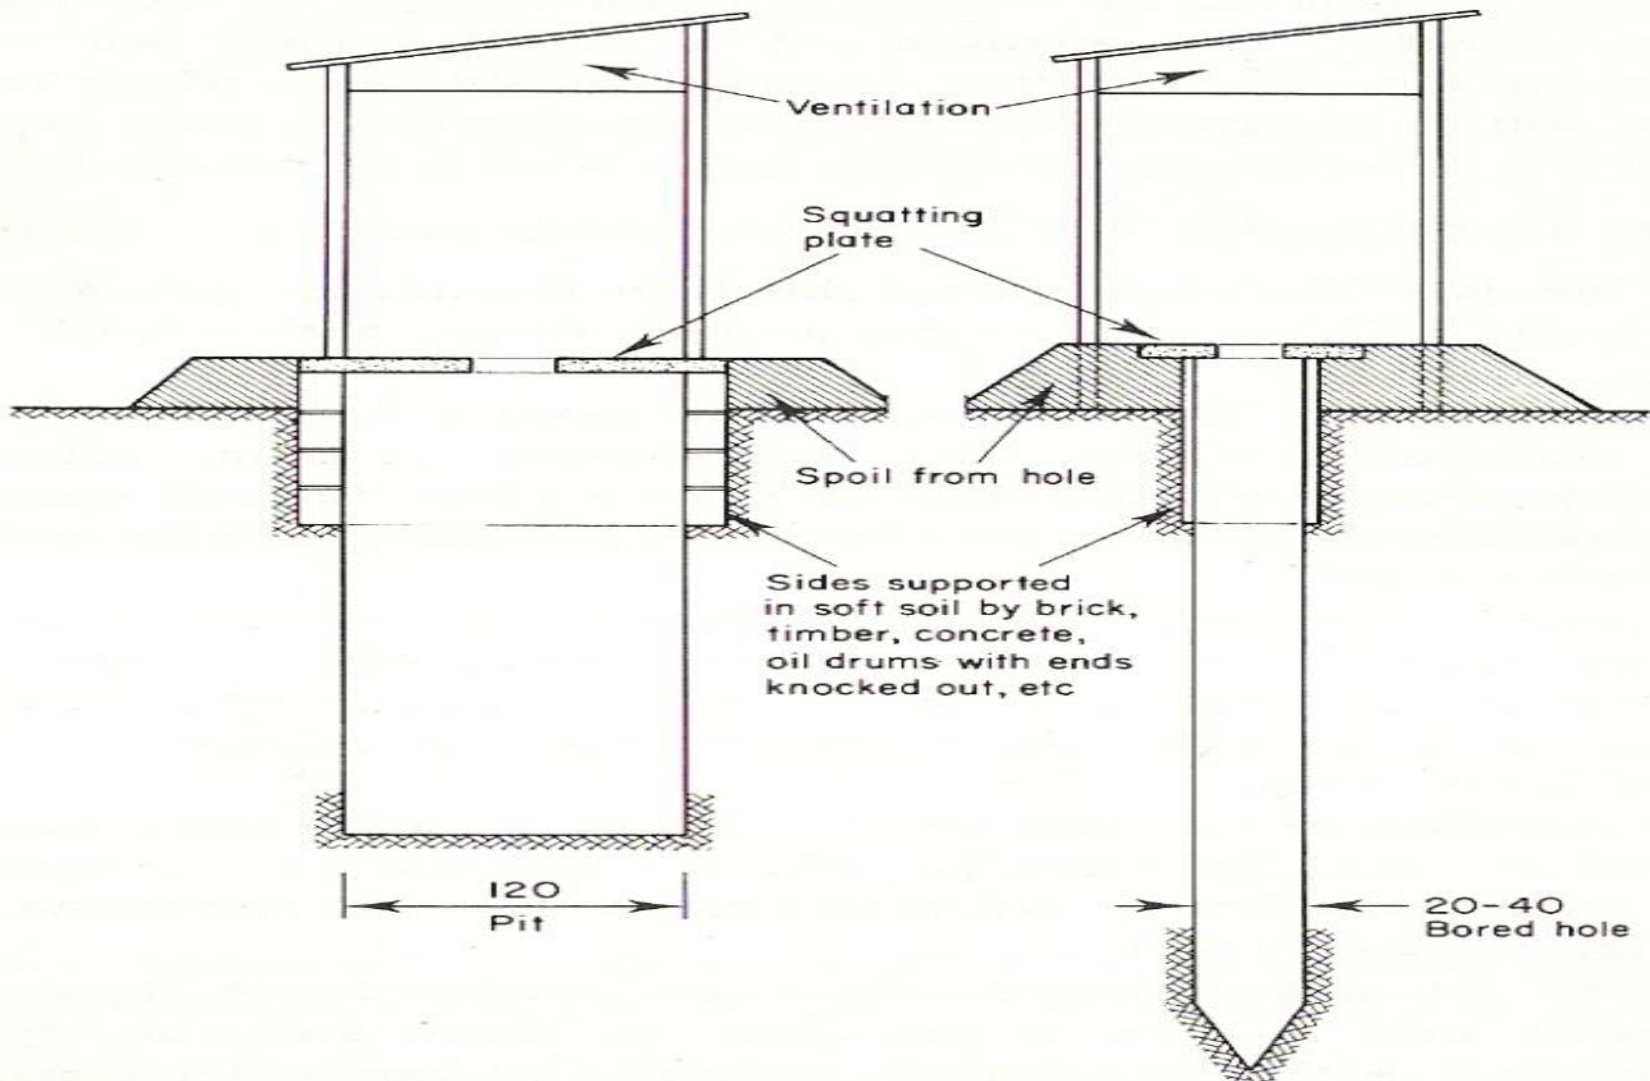 Ventilation
Squatting
plate
Spoil from hole
Sides supported
in soft soil by brick,
timber, concrete,
oil drums with ends
knocked out, etc
120
Pit
20-40
Bored hole